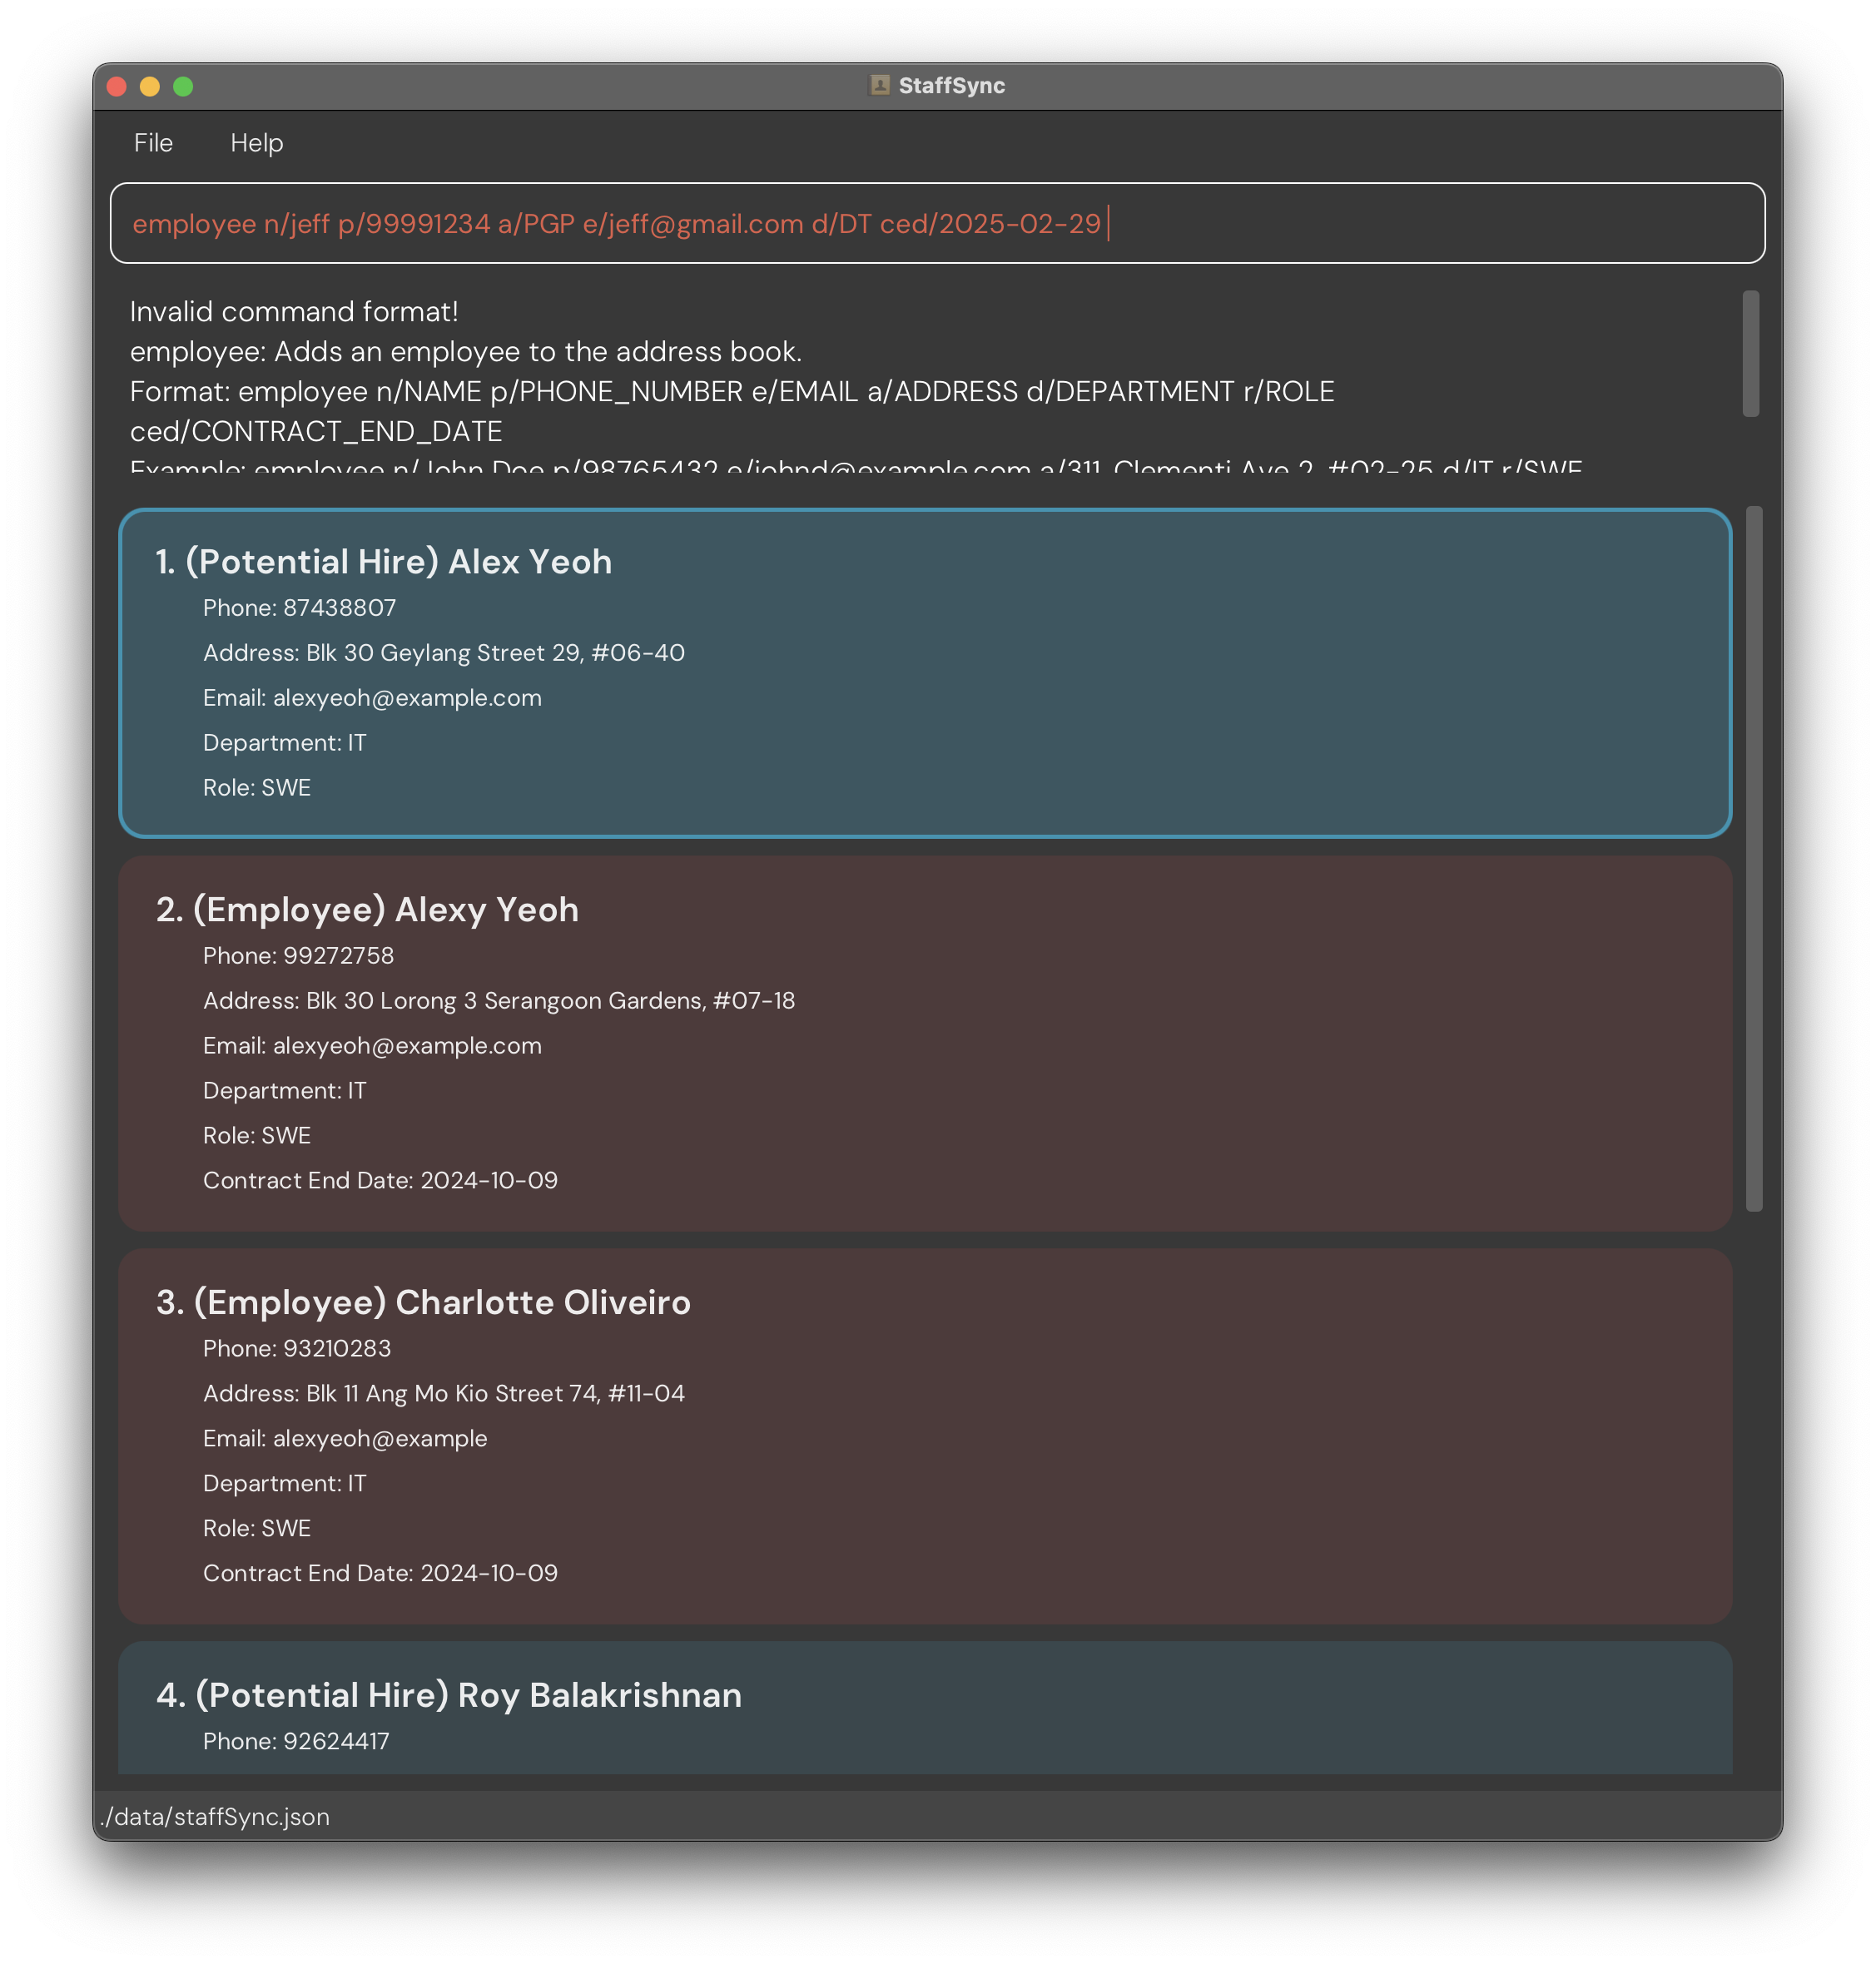 StaffSync
File Help
employee n/jeff p/99991234 a/PGP e/jeff@gmail.com d/DT ced/2025-02-29
Invalid command format!
employee: Adds an employee to the address book.
Format: employee n/NAME p/PHONE_NUMBER e/EMAIL a/ADDRESS d/DEPARTMENT r/ROLE
ced/CONTRACT_END_DATE
Example: employee n/John Doe p/98765432 e/johnd@example.com a/311, Clementi Ave 2, #02-25 d/IT r/SWE
1. (Potential Hire) Alex Yeoh
Phone: 87438807
Address: Blk 30 Geylang Street 29, #06-40
Email: alexyeoh@example.com
Department: IT
Role: SWE
2. (Employee) Alexy Yeoh
Phone: 99272758
Address: Blk 30 Lorong 3 Serangoon Gardens, #07-18
Email: alexyeoh@example.com
Department: IT
Role: SWE
Contract End Date: 2024-10-09
3. (Employee) Charlotte Oliveiro
Phone: 93210283
Address: Blk 11 Ang Mo Kio Street 74, #11-04
Email: alexyeoh@example
Department: IT
Role: SWE
Contract End Date: 2024-10-09
4. (Potential Hire) Roy Balakrishnan
Phone: 92624417
./data/staffSync.json